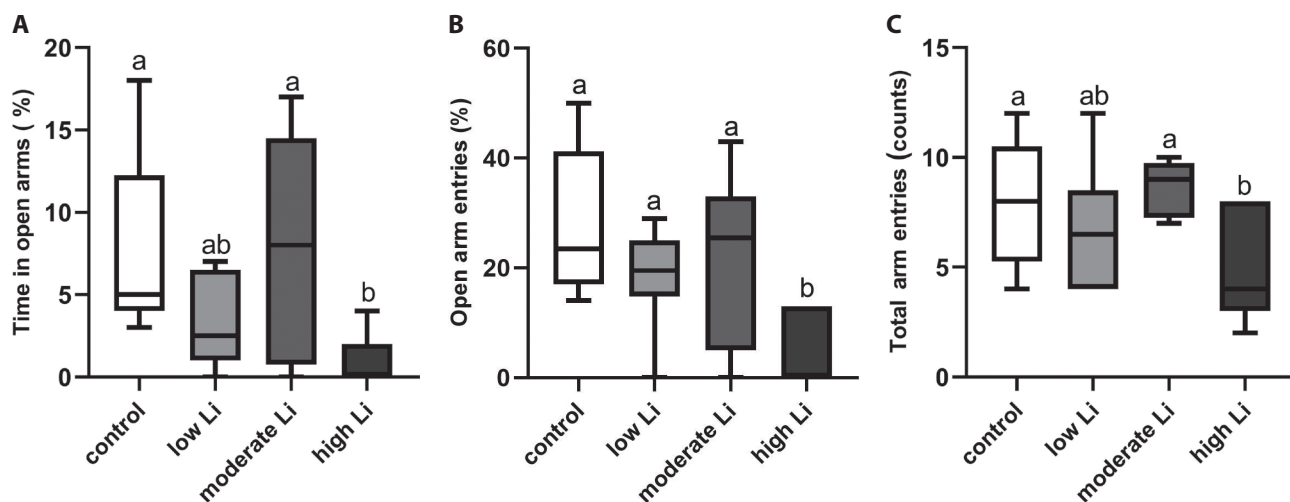 A
Time in open arms ( %)
20
15
10
5
0
a
ab
a
b
control
low Li
moderate Li
high Li
B
Open arm entries (%)
60
40
20
0
a
a
a
b
control
low Li
moderate Li
high Li
C
Total arm entries (counts)
15
10
5
0
a
ab
a
b
control
low Li
moderate Li
high Li